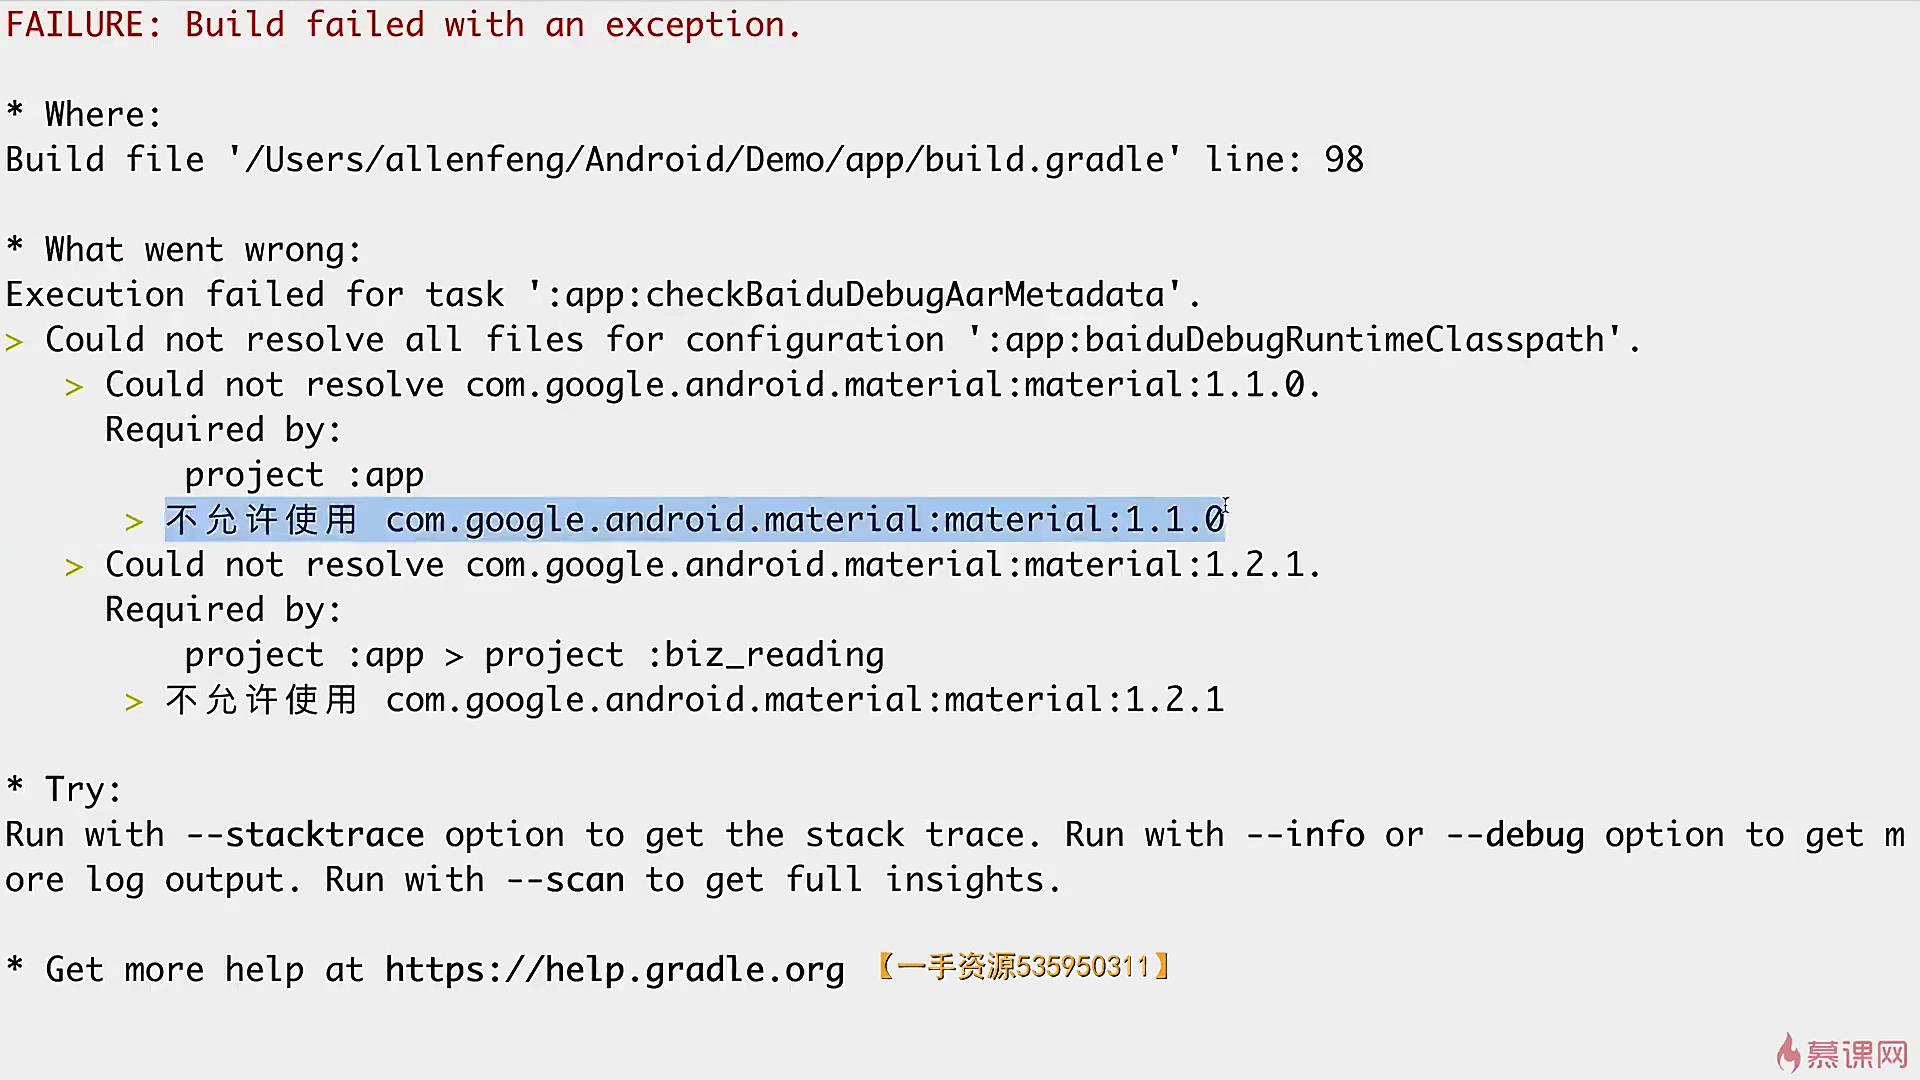 FAILURE: Build failed with an exception.
* Where:
Build file '/Users/allenfeng/Android/Demo/app/build.gradle' line: 98
* What went wrong:
Execution failed for task ':app:checkBaiduDebugAarMetadata'.
> Could not resolve all files for configuration ':app:baiduDebugRuntimeClasspath'.
> Could not resolve com.google.android.material:material:1.1.0.
Required by:
project :app
> 不允许使用 com.google.android.material:material:1.1.0
> Could not resolve com.google.android.material:material:1.2.1.
Required by:
project :app > project :biz_reading
> 不允许使用 com.google.android.material:material:1.2.1
* Try:
Run with --stacktrace option to get the stack trace. Run with --info or --debug option to get m
ore log output. Run with --scan to get full insights.
* Get more help at https://help.gradle.org 【一手资源535950311】
慕课网